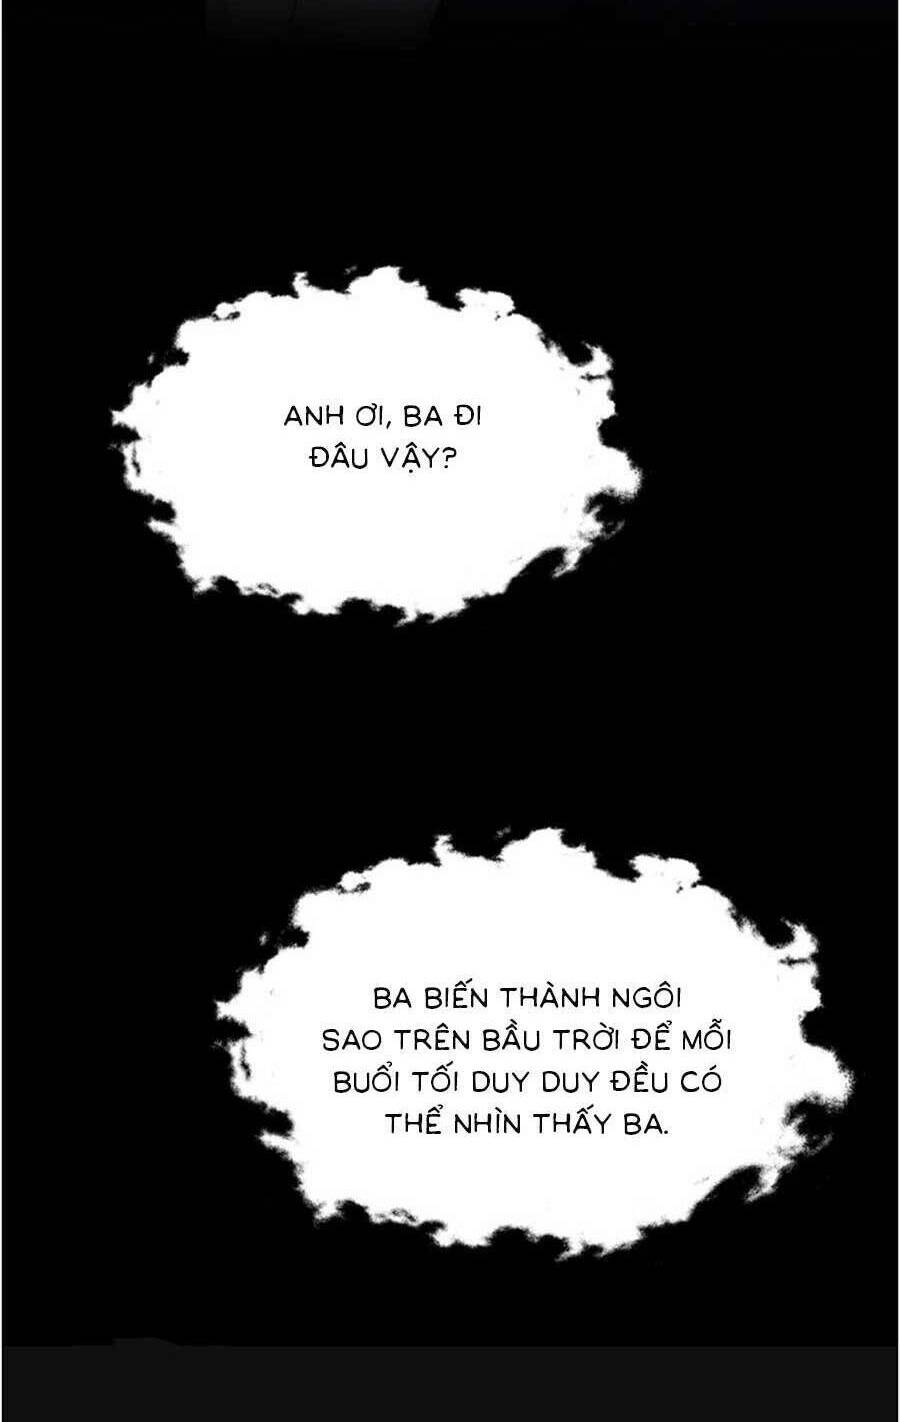 ANH ƠI, BA ĐI
ĐÂU VẬY?
BA BIẾN THÀNH NGÔI
SAO TRÊN BẦU TRỜI ĐỂ MỖI
BUỔI TỐI DUY DUY ĐỀU CÓ
THỂ NHÌN THẤY BA.